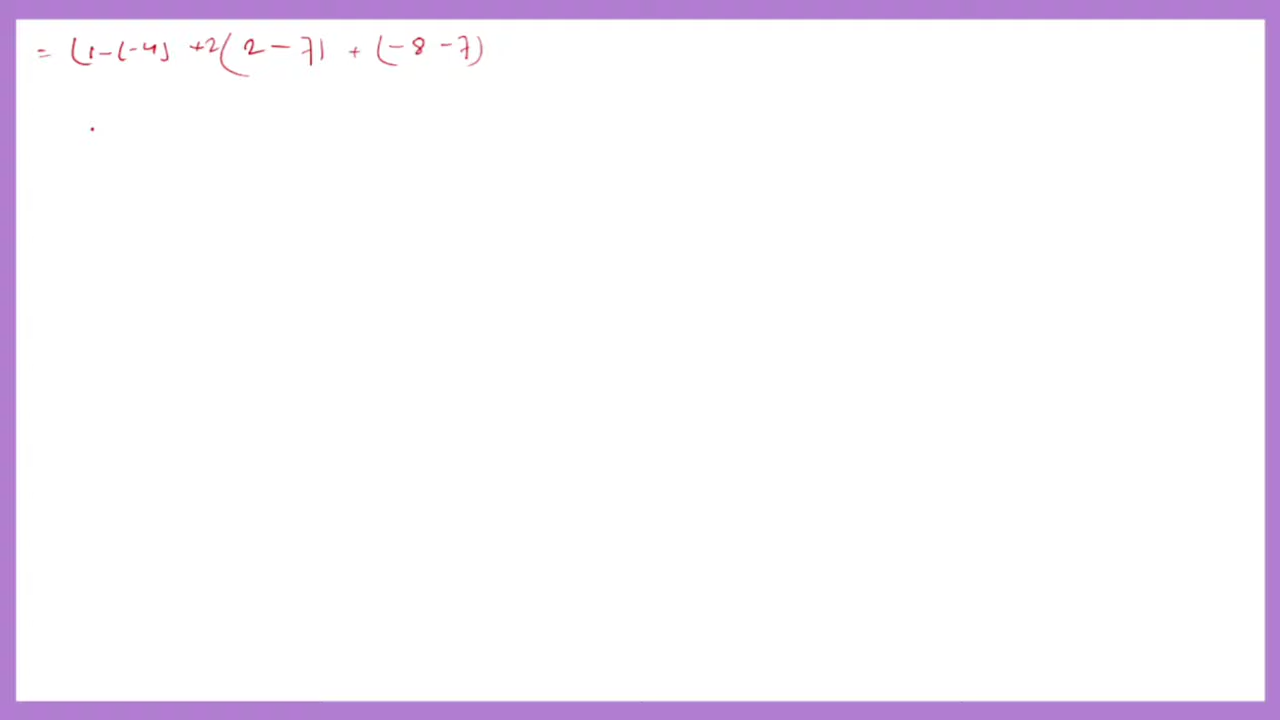 = (1-(-4) +2(2-7) + (-8-7)